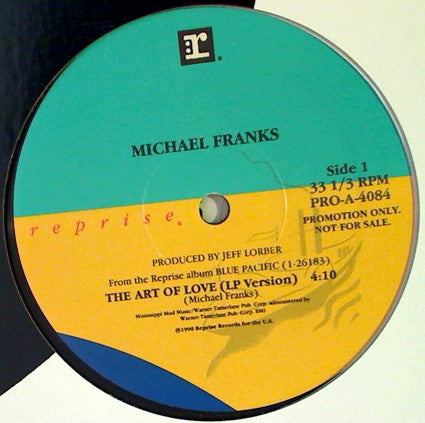 r
MICHAEL FRANKS
Side 1
33 1/3 RPM
PRO-A-4084
PROMOTION ONLY.
NOT FOR SALE.
reprise
PRODUCED BY JEFF LORBER
From the Reprise album BLUE PACIFIC (1-26183)
THE ART OF LOVE (LP Version) 4:10
(Michael Franks)
Mississippi Mud Music/Warner-Tamerlane Pub. Corp. administered by
Warner-Tamerlane Pub. Corp. BMI
℗1990 Reprise Records for the U.S.